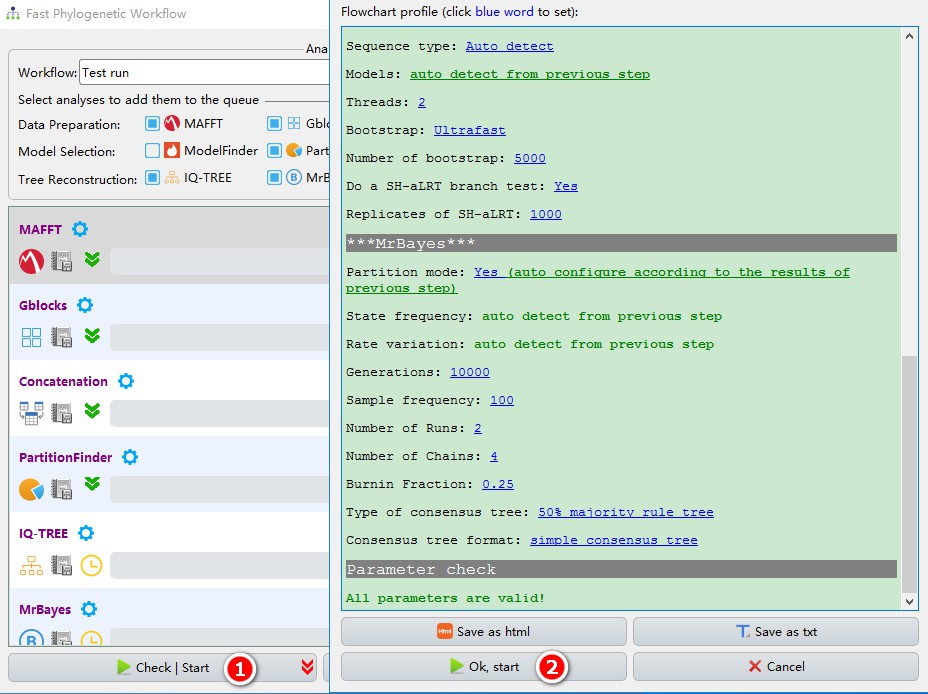 Fast Phylogenetic Workflow
Ana
Workflow: Test run
Select analyses to add them to the queue
Data Preparation: MAFFT Gblo
Model Selection: ModelFinder Part
Tree Reconstruction: IQ-TREE B MrB
MAFFT
Gblocks
Concatenation
PartitionFinder
IQ-TREE
MrBayes
B
Check | Start 1
Flowchart profile (click blue word to set):
Sequence type: Auto detect
Models: auto detect from previous step
Threads: 2
Bootstrap: Ultrafast
Number of bootstrap: 5000
Do a SH-aLRT branch test: Yes
Replicates of SH-aLRT: 1000
***MrBayes***
Partition mode: Yes (auto configure according to the results of
previous step)
State frequency: auto detect from previous step
Rate variation: auto detect from previous step
Generations: 10000
Sample frequency: 100
Number of Runs: 2
Number of Chains: 4
Burnin Fraction: 0.25
Type of consensus tree: 50% majority rule tree
Consensus tree format: simple consensus tree
Parameter check
All parameters are valid!
Html Save as html
T Save as txt
Ok, start 2
Cancel